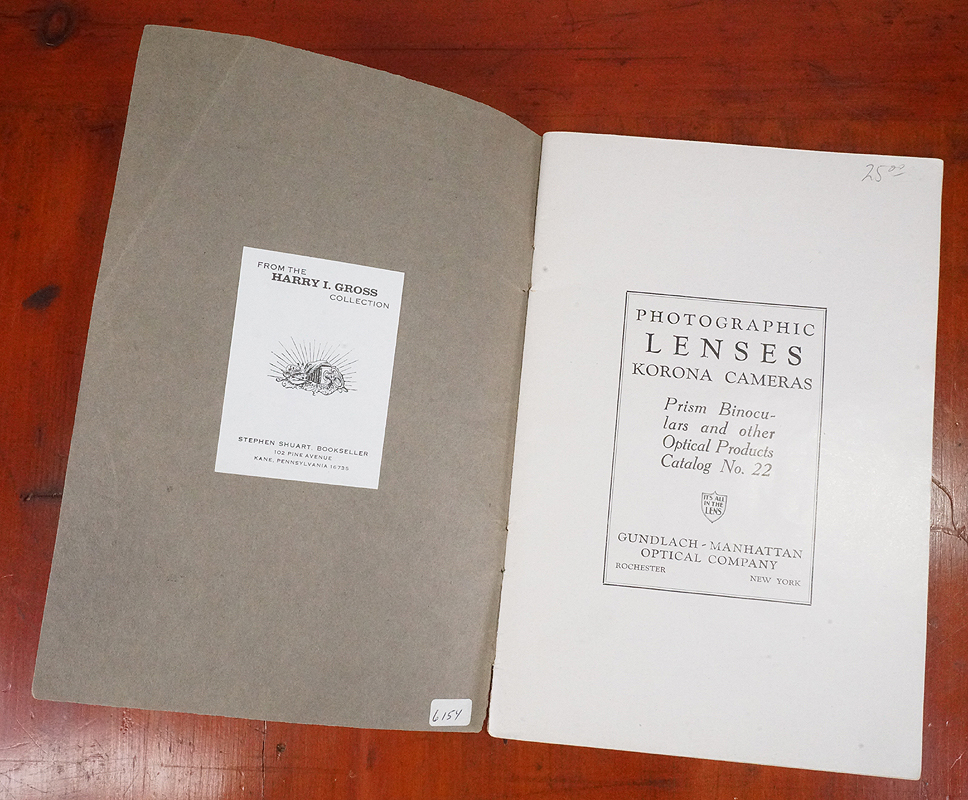 FROM THE
HARRY I. GROSS
COLLECTION
STEPHEN SHUART, BOOKSELLER
102 PINE AVENUE
KANE, PENNSYLVANIA 16735
6154
25.00
PHOTOGRAPHIC
LENSES
KORONA CAMERAS
Prism Binocu-
lars and other
Optical Products
Catalog No. 22
IT'S ALL
IN THE
LENS
GUNDLACH-MANHATTAN
OPTICAL COMPANY
ROCHESTER NEW YORK